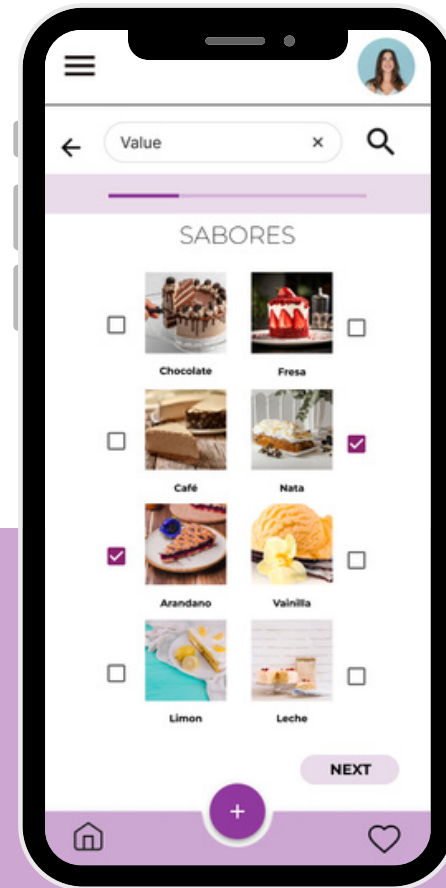 Value
SABORES
Chocolate Fresa
Café Nata
Arandano Vainilla
Limon Leche
NEXT